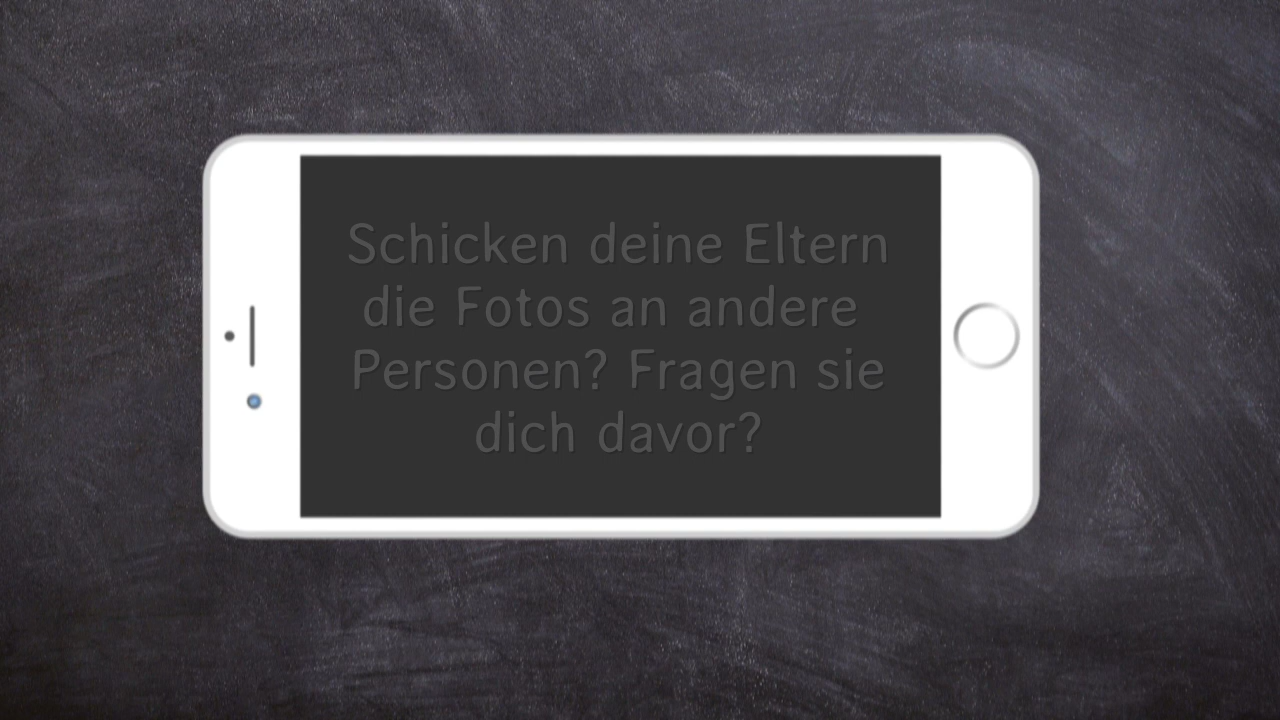 Schicken deine Eltern
die Fotos an andere
Personen? Fragen sie
dich davor?